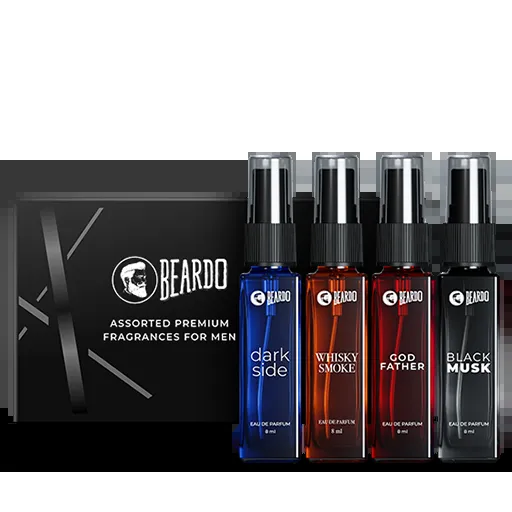 BEARDO
ASSORTED PREMIUM
FRAGRANCES FOR MEN
BEARDO
dark
side
EAU DE PARFUM
8 ml
BEARDO
WHISKY
SMOKE
EAU DE PARFUM
8 ml
BEARDO
GOD
FATHER
EAU DE PARFUM
8 ml
BEARDO
BLACK
MUSK
EAU DE PARFUM
8 ml